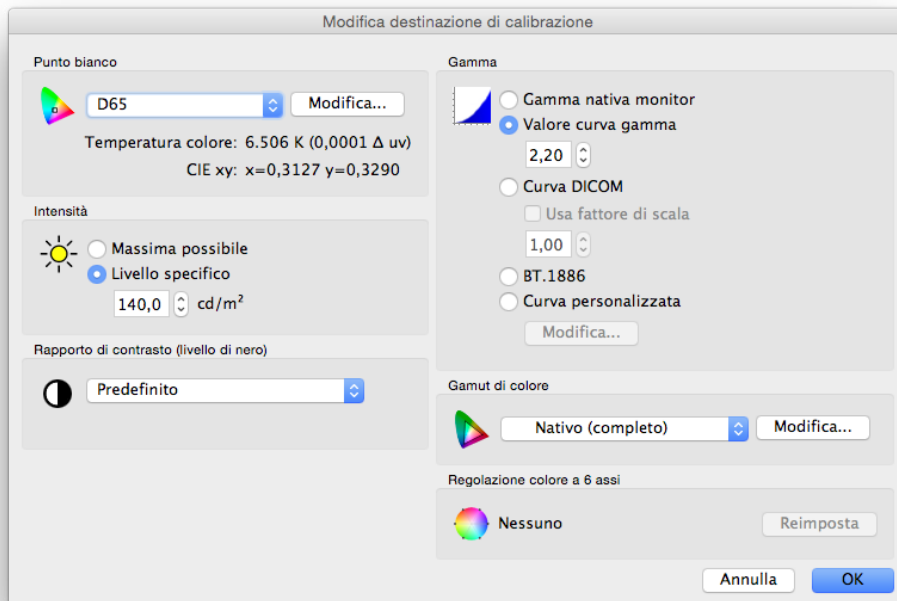 Modifica destinazione di calibrazione
Punto bianco
D65
Modifica...
Temperatura colore: 6.506 K (0,0001 Δ uv)
CIE xy: x=0,3127 y=0,3290
Intensità
Massima possibile
Livello specifico
140,0 cd/m²
Rapporto di contrasto (livello di nero)
Predefinito
Gamma
Gamma nativa monitor
Valore curva gamma
2,20
Curva DICOM
Usa fattore di scala
1,00
BT.1886
Curva personalizzata
Modifica...
Gamut di colore
Nativo (completo)
Modifica...
Regolazione colore a 6 assi
Nessuno
Reimposta
Annulla
OK